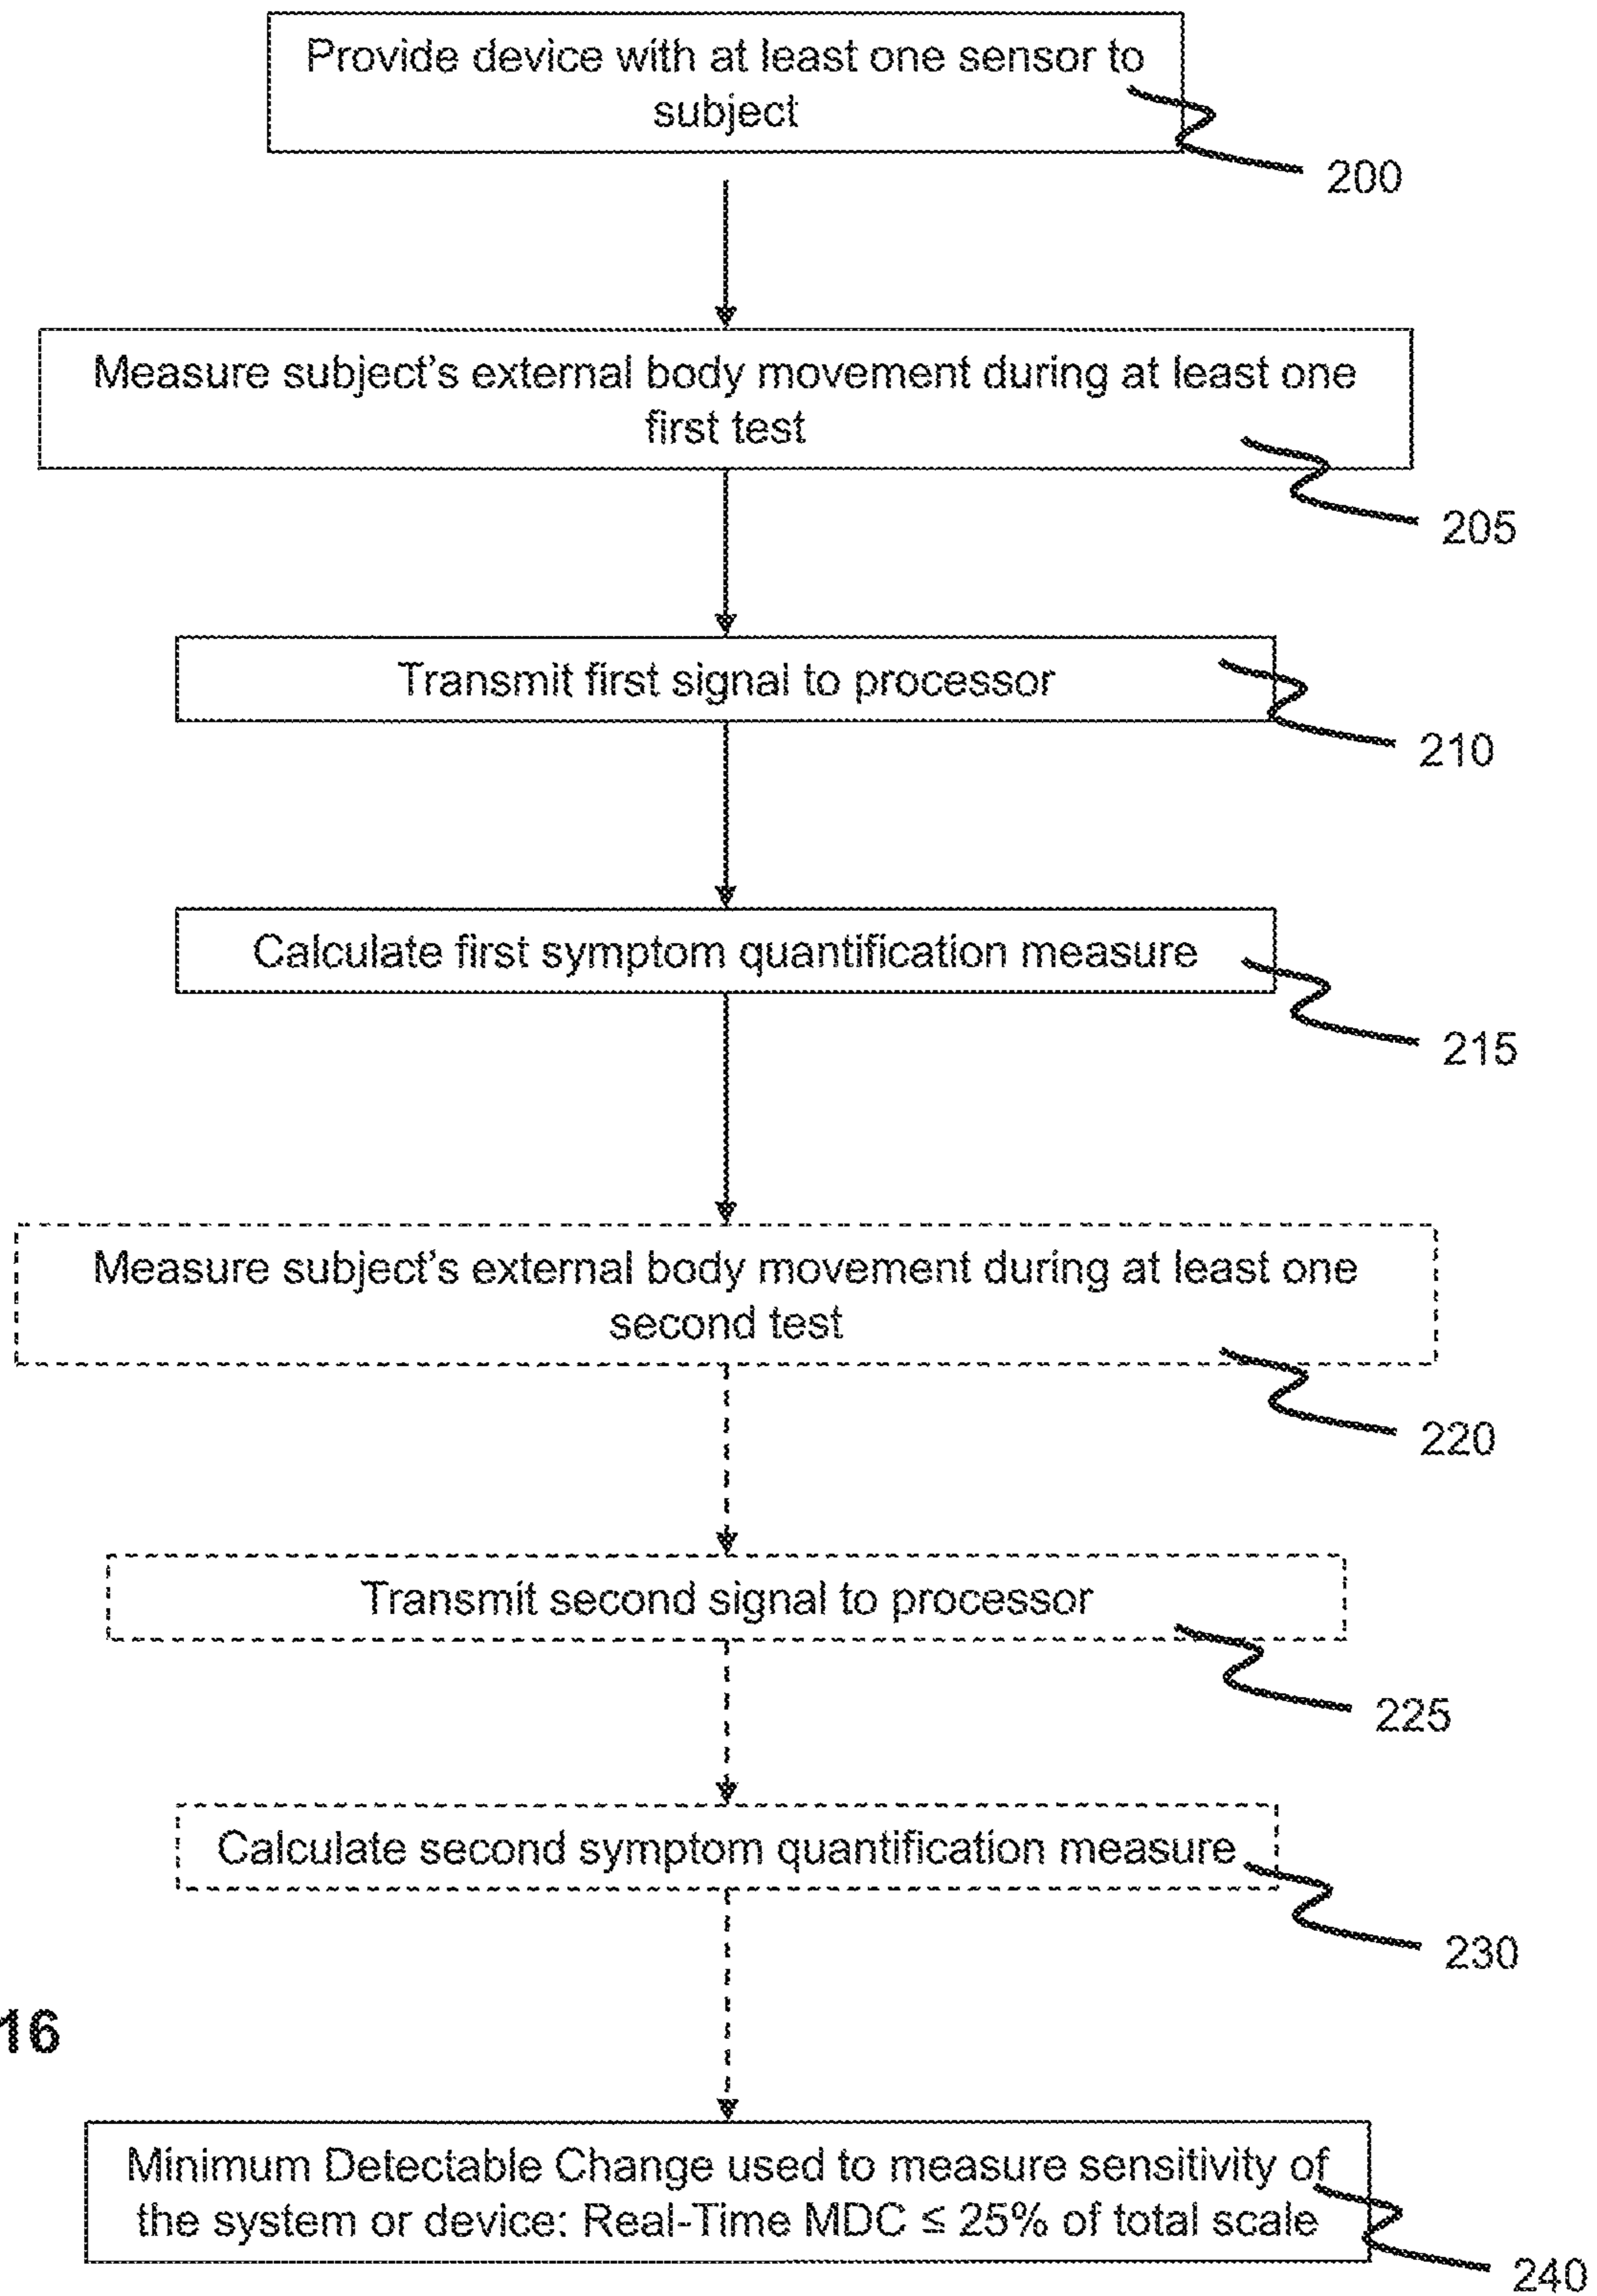 Provide device with at least one sensor to
subject
200
Measure subject's external body movement during at least one
first test
205
Transmit first signal to processor
210
Calculate first symptom quantification measure
215
Measure subject's external body movement during at least one
second test
220
Transmit second signal to processor
225
Calculate second symptom quantification measure
230
16
Minimum Detectable Change used to measure sensitivity of
the system or device: Real-Time MDC ≤ 25% of total scale
240